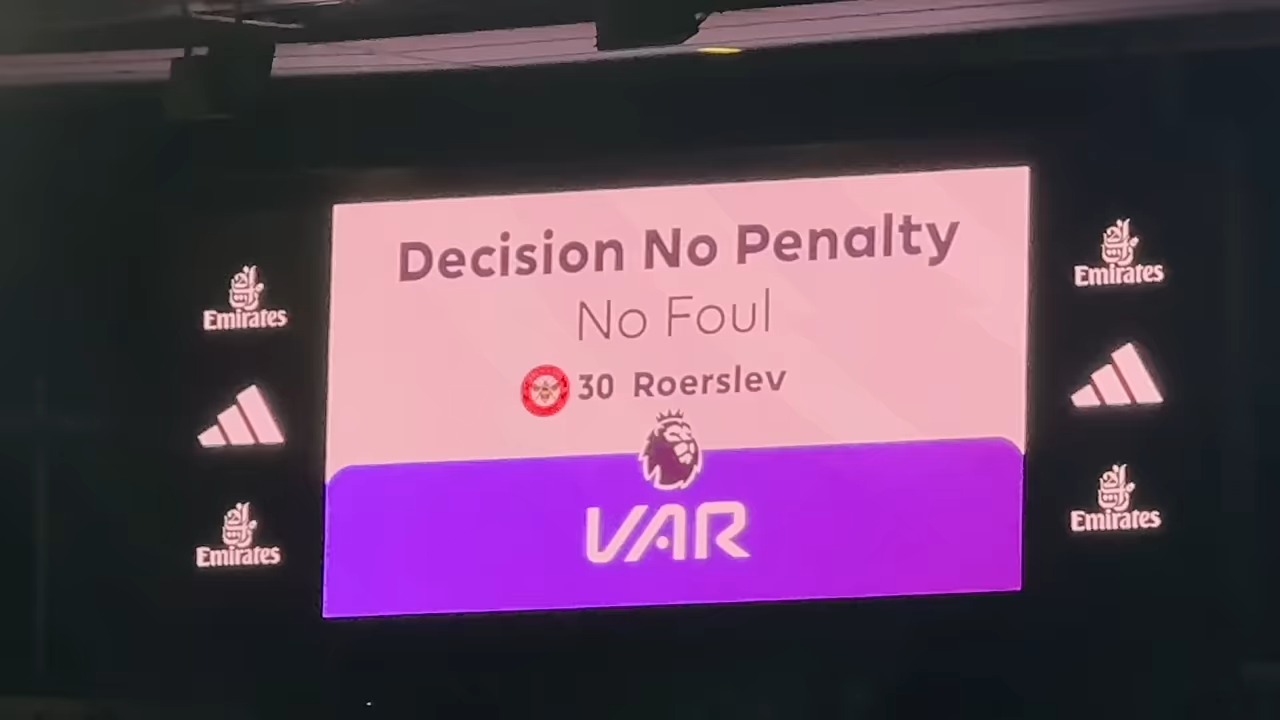 Decision No Penalty
No Foul
30 Roerslev
VAR
Emirates
Emirates
Emirates
Emirates